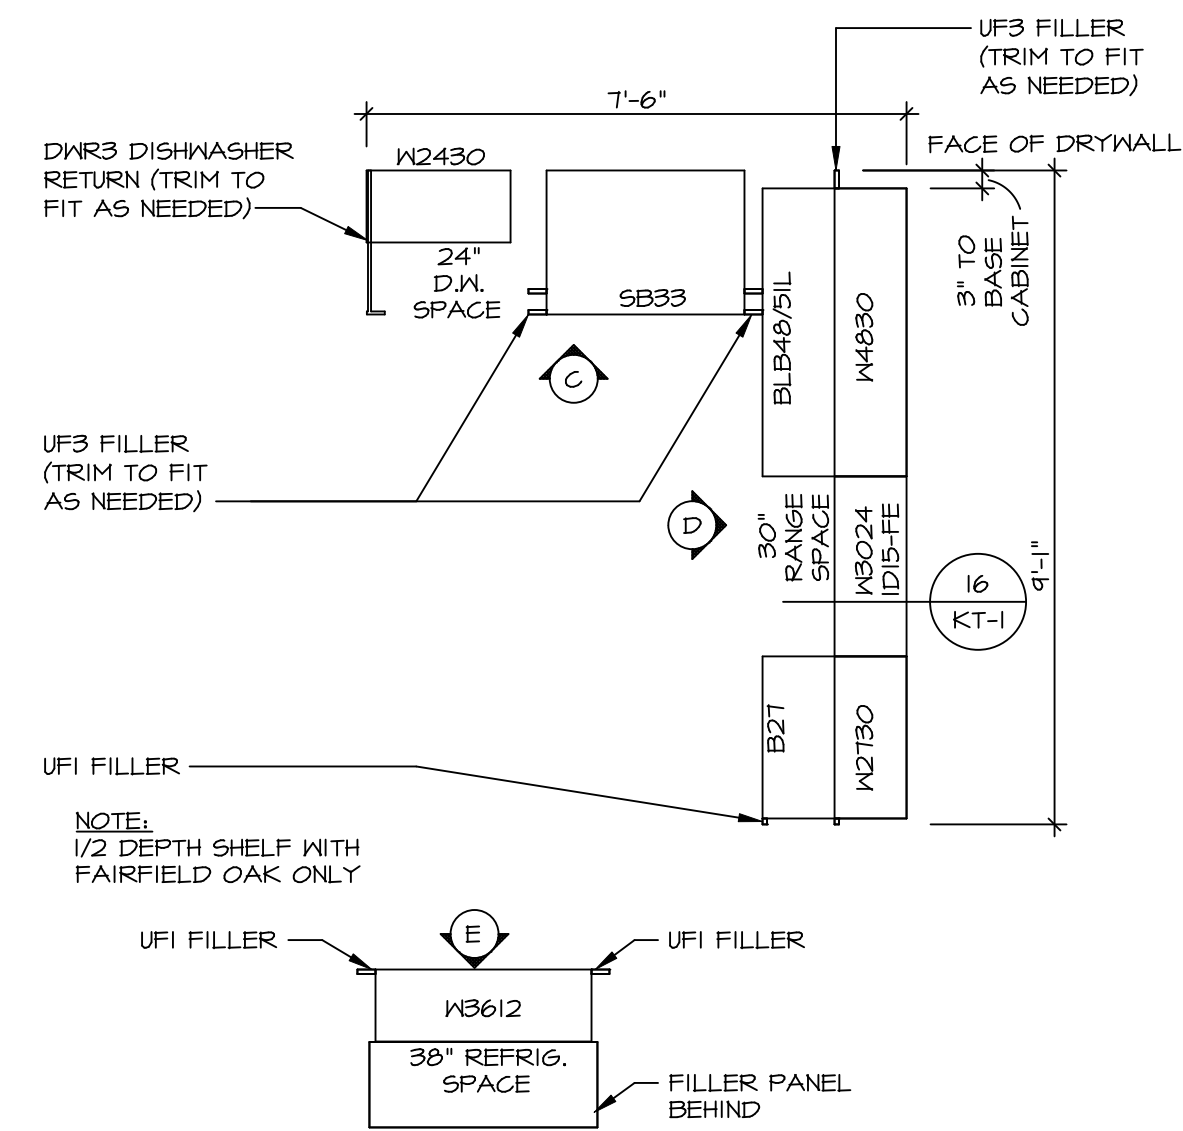 UF3 FILLER
(TRIM TO FIT
AS NEEDED)
7'-6"
FACE OF DRYWALL
DWR3 DISHWASHER
RETURN (TRIM TO
FIT AS NEEDED)
W2430
24"
D.W.
SPACE
SB33
BLB48/51L
W4830
3" TO
BASE
CABINET
C
UF3 FILLER
(TRIM TO FIT
AS NEEDED)
D
30"
RANGE
SPACE
W3024
1D15-FE
16
KT-1
9'-1"
B27
W2730
UF1 FILLER
NOTE:
1/2 DEPTH SHELF WITH
FAIRFIELD OAK ONLY
UF1 FILLER
E
UF1 FILLER
W3612
38" REFRIG.
SPACE
FILLER PANEL
BEHIND